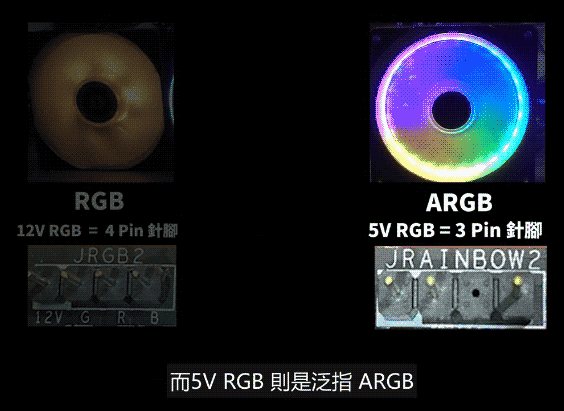 RGB
12V RGB = 4 Pin 針腳
JRGB2
12V G R B
ARGB
5V RGB = 3 Pin 針腳
JRAINBOW2
而5V RGB 則是泛指 ARGB